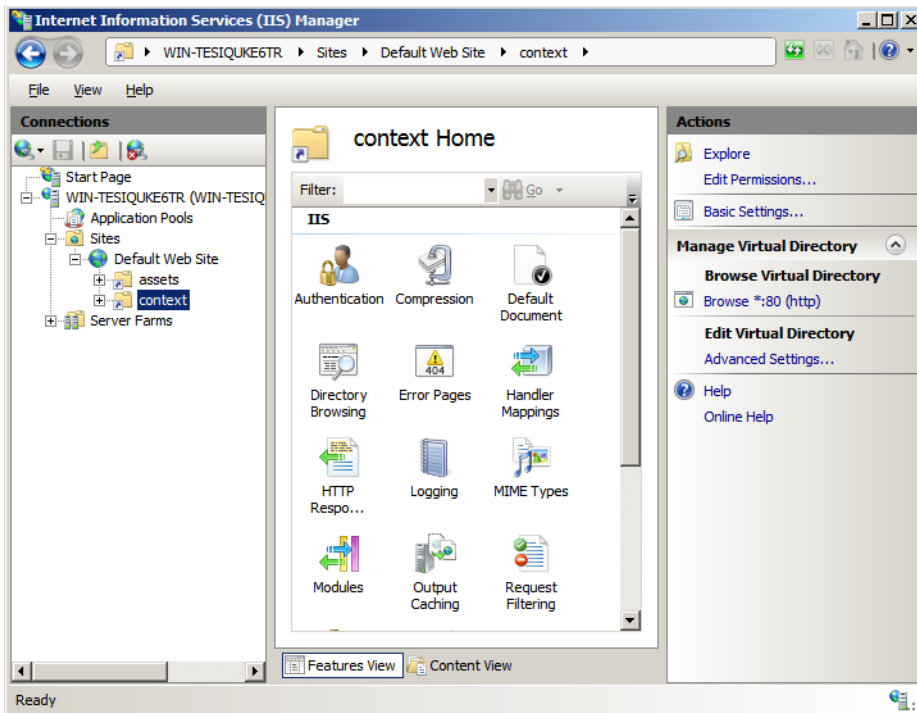 Internet Information Services (IIS) Manager
WIN-TESIQUKE6TR Sites Default Web Site context
File View Help
Connections
Start Page
WIN-TESIQUKE6TR (WIN-TESIQ
Application Pools
Sites
Default Web Site
assets
context
Server Farms
context Home
Filter: Go
IIS
Authentication Compression Default Document
Directory Browsing Error Pages Handler Mappings
404
HTTP Respo... Logging MIME Types
Modules Output Caching Request Filtering
Features View Content View
Actions
Explore
Edit Permissions...
Basic Settings...
Manage Virtual Directory
Browse Virtual Directory
Browse *:80 (http)
Edit Virtual Directory
Advanced Settings...
Help
Online Help
Ready